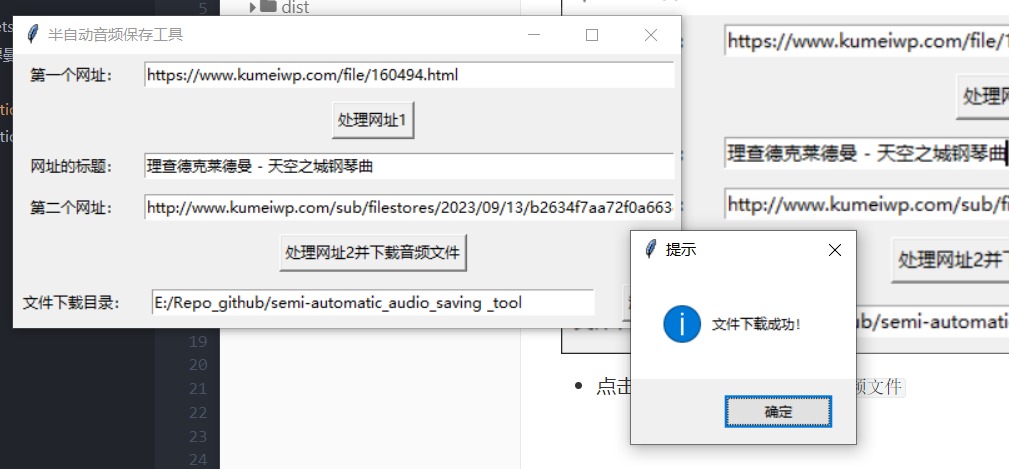 5
dist
半自动音频保存工具
第一个网址：
https://www.kumeiwp.com/file/160494.html
处理网址1
网址的标题：
理查德克莱德曼 - 天空之城钢琴曲
第二个网址：
http://www.kumeiwp.com/sub/filestores/2023/09/13/b2634f7aa72f0a663
处理网址2并下载音频文件
文件下载目录：
E:/Repo_github/semi-automatic_audio_saving _tool
19
20
21
22
23
24
https://www.kumeiwp.com/file/1
处理网
理查德克莱德曼 - 天空之城钢琴曲
http://www.kumeiwp.com/sub/fi
处理网址2并下
ub/semi-automati
点击
频文件
提示
文件下载成功！
确定